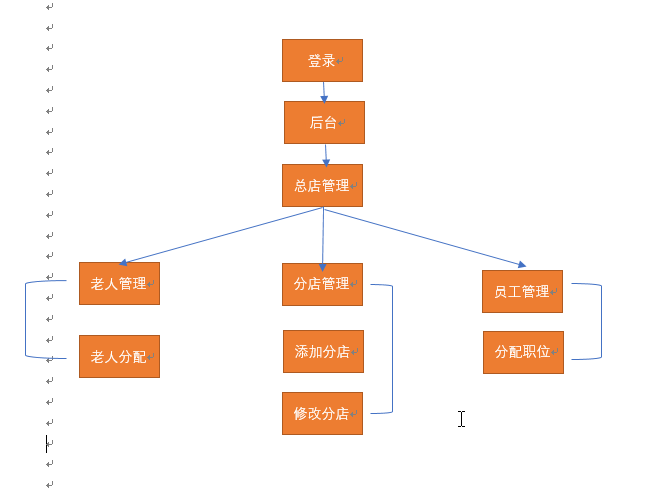 登录
后台
总店管理
老人管理
分店管理
员工管理
老人分配
添加分店
分配职位
修改分店